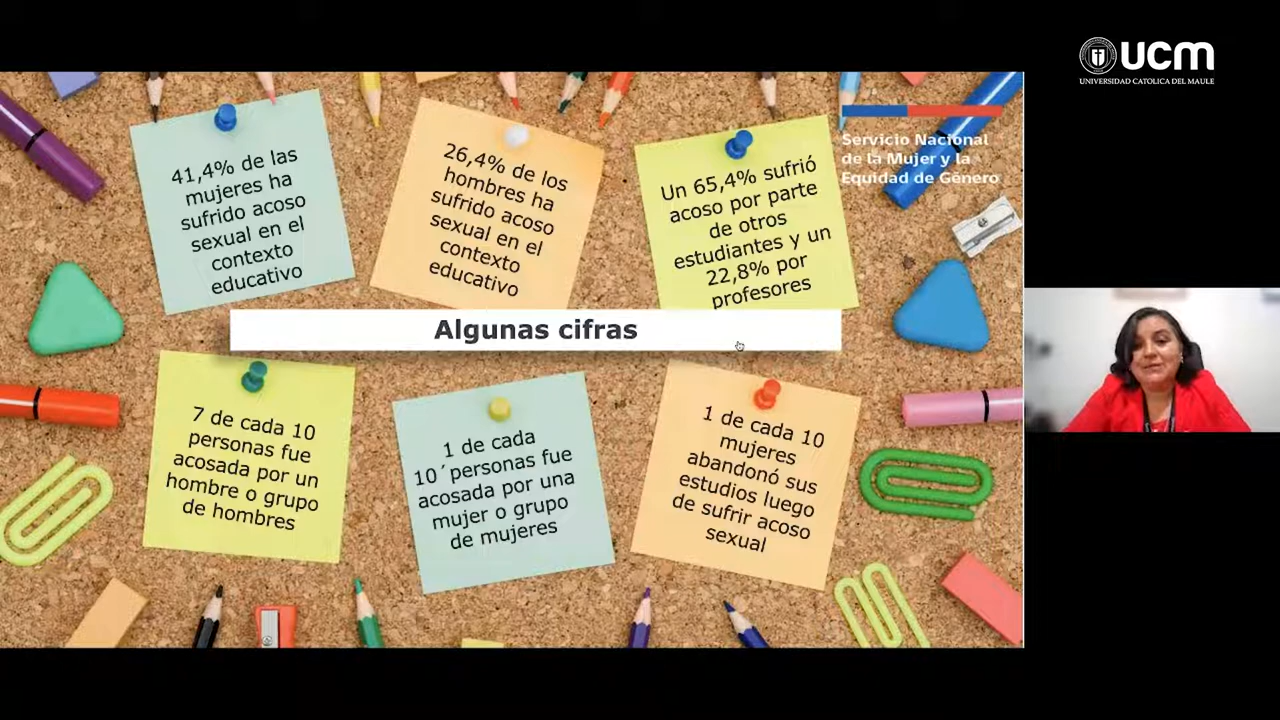 UCM
UNIVERSIDAD CATOLICA DEL MAULE
Servicio Nacional
de la Mujer y la
Equidad de Género
41,4% de las
mujeres ha
sufrido acoso
sexual en el
contexto
educativo
26,4% de los
hombres ha
sufrido acoso
sexual en el
contexto
educativo
Un 65,4% sufrió
acoso por parte
de otros
estudiantes y un
22,8% por
profesores
Algunas cifras
7 de cada 10
personas fue
acosada por un
hombre o grupo
de hombres
1 de cada
10´personas fue
acosada por una
mujer o grupo
de mujeres
1 de cada 10
mujeres
abandonó sus
estudios luego
de sufrir acoso
sexual